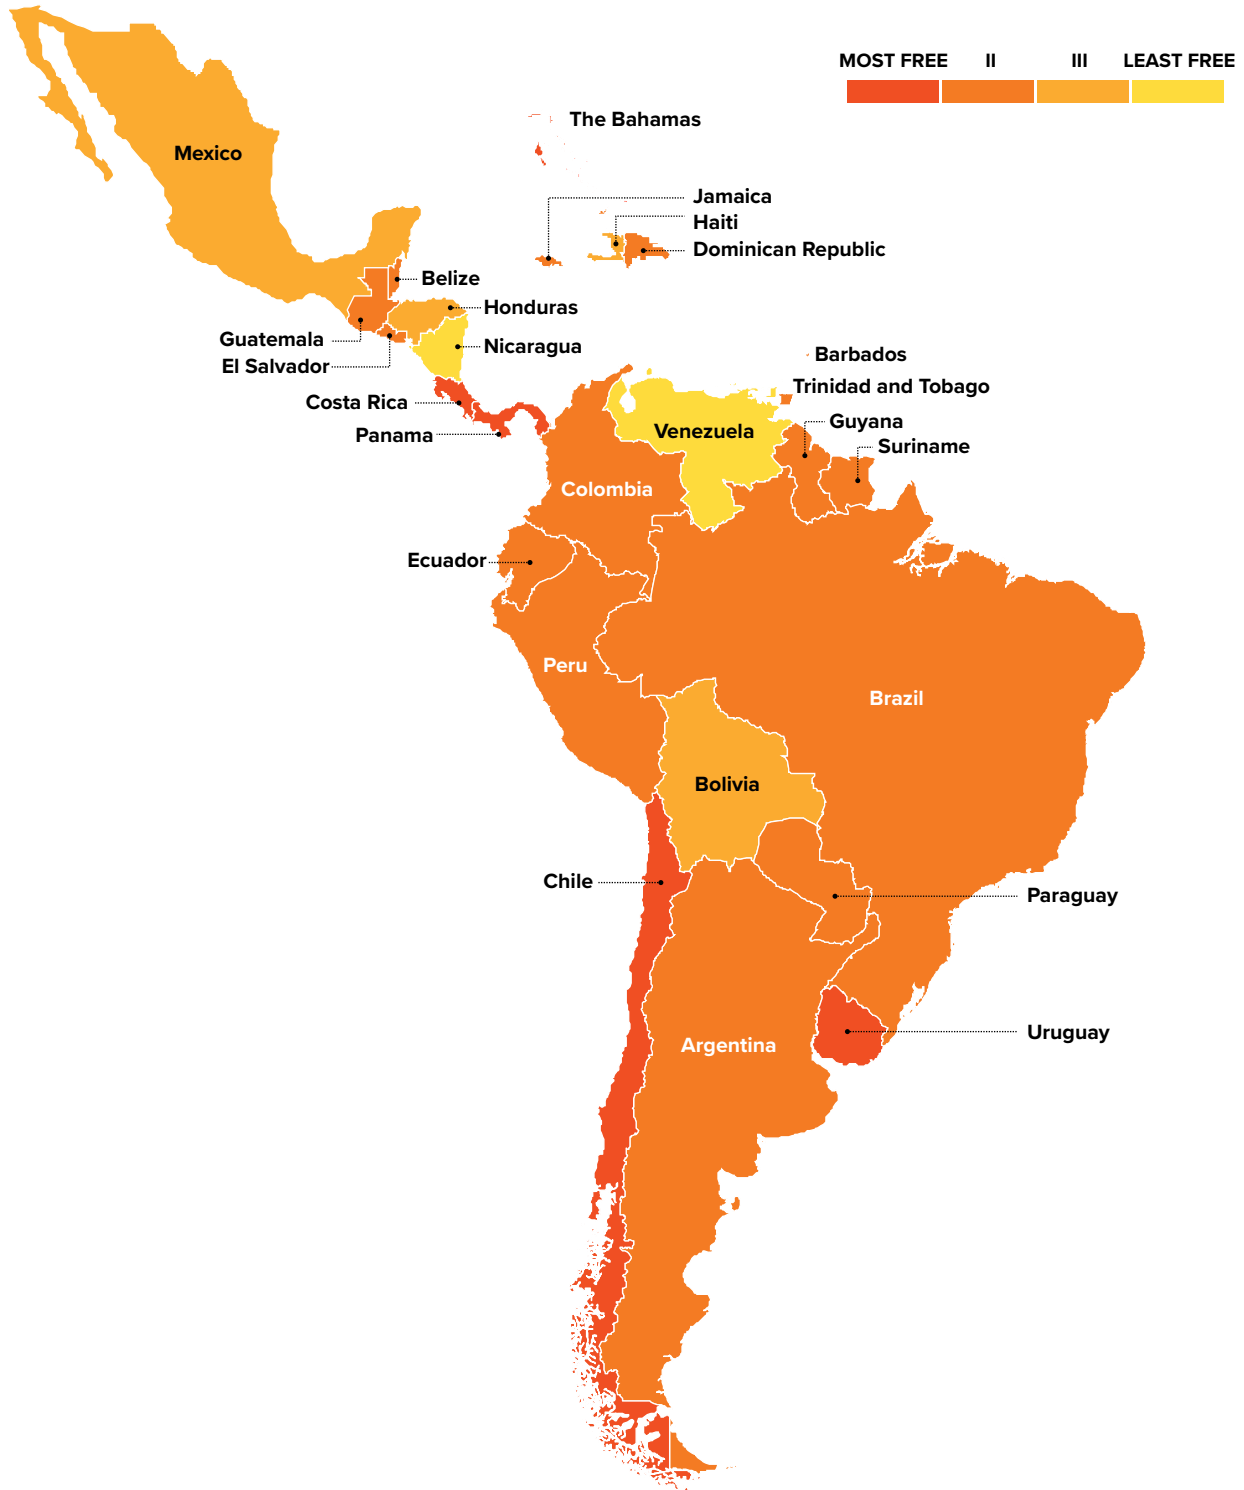 MOST FREE II III LEAST FREE
The Bahamas
Mexico
Jamaica
Haiti
Dominican Republic
Belize
Honduras
Guatemala
Nicaragua
El Salvador
Barbados
Trinidad and Tobago
Costa Rica
Guyana
Panama
Venezuela
Suriname
Colombia
Ecuador
Peru
Brazil
Bolivia
Chile
Paraguay
Uruguay
Argentina